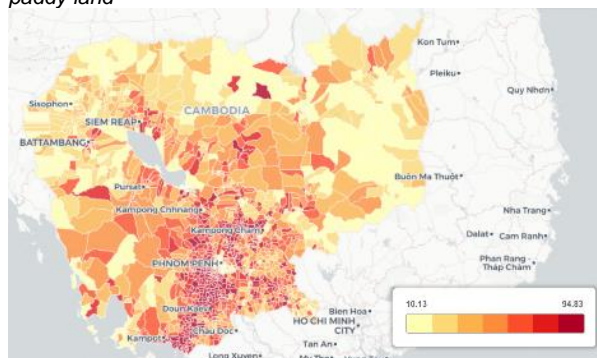 paddy land
Kon Tum
Pleiku
Quy Nhơn
Sisophon
SIEM REAP
CAMBODIA
BATTAMBANG
Buôn Ma Thuột
Pursat
Nha Trang
Kampong Chhnang
Kampong Cham
Dalat
Cam Ranh
PHNOM PENH
Phan Rang -
Tháp Chàm
10.13
94.83
Doun Kaev
Bien Hoa
HO CHI MINH
CITY
Kampot
Châu Đốc
Tan An
Long Xuyen